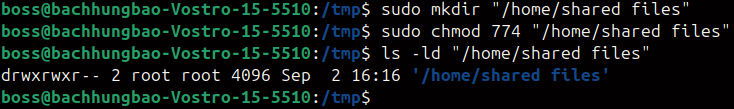 boss@bachhungbao-Vostro-15-5510:/tmp$ sudo mkdir "/home/shared files"
boss@bachhungbao-Vostro-15-5510:/tmp$ sudo chmod 774 "/home/shared files"
boss@bachhungbao-Vostro-15-5510:/tmp$ ls -ld "/home/shared files"
drwxrwxr-- 2 root root 4096 Sep  2 16:16 '/home/shared files'
boss@bachhungbao-Vostro-15-5510:/tmp$